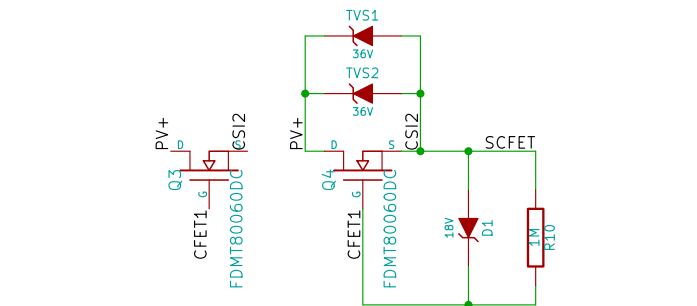 TVS1
36V
TVS2
36V
PV+
D
S
CSI2
Q3
G
CFET1
FDMT80060DC
PV+
D
S
CSI2
Q4
G
CFET1
FDMT80060DC
SCFET
18V
D1
1M
R10